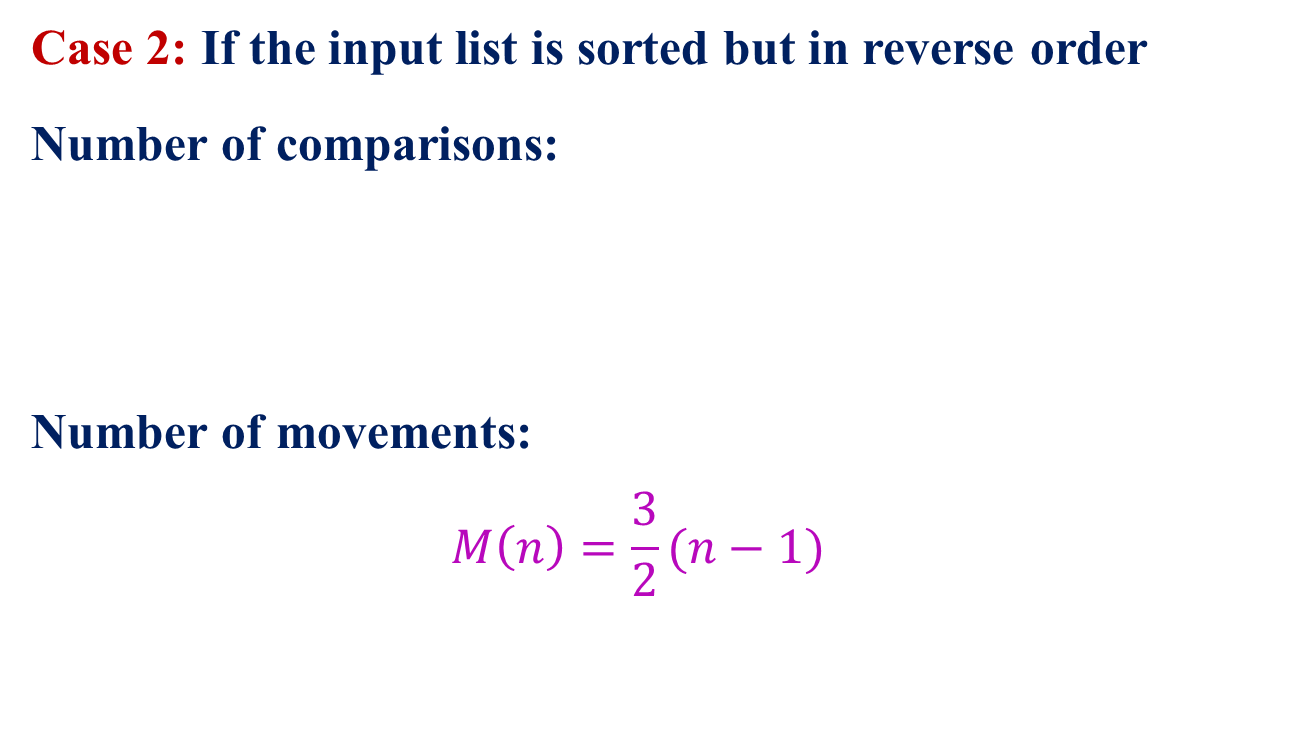 Case 2: If the input list is sorted but in reverse order
Number of comparisons:
Number of movements:
M(n) = 3/2 (n − 1)